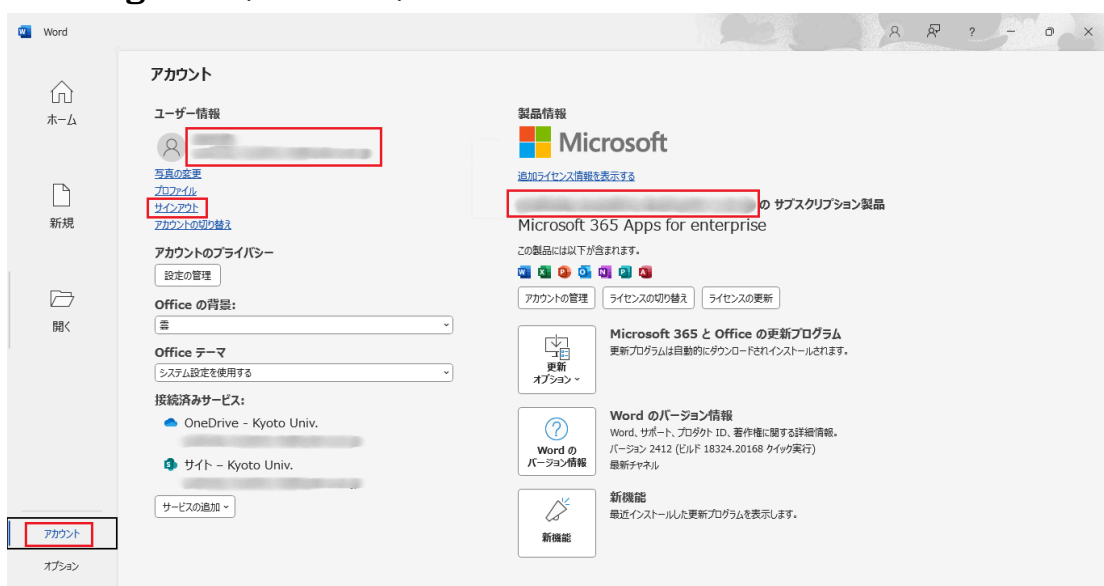 Word
?
ホーム
新規
開く
アカウント
オプション
アカウント
ユーザー情報
写真の変更
プロファイル
サインアウト
アカウントの切り替え
アカウントのプライバシー
設定の管理
Office の背景:
雲
Office テーマ
システム設定を使用する
接続済みサービス:
OneDrive - Kyoto Univ.
サイト – Kyoto Univ.
サービスの追加
製品情報
Microsoft
追加ライセンス情報を表示する
の サブスクリプション製品
Microsoft 365 Apps for enterprise
この製品には以下が含まれます。
アカウントの管理 ライセンスの切り替え ライセンスの更新
更新
オプション
Microsoft 365 と Office の更新プログラム
更新プログラムは自動的にダウンロードされインストールされます。
Word の
バージョン情報
Word のバージョン情報
Word、サポート、プロダクト ID、著作権に関する詳細情報。
バージョン 2412 (ビルド 18324.20168 クイック実行)
最新チャネル
新機能
新機能
最近インストールした更新プログラムを表示します。